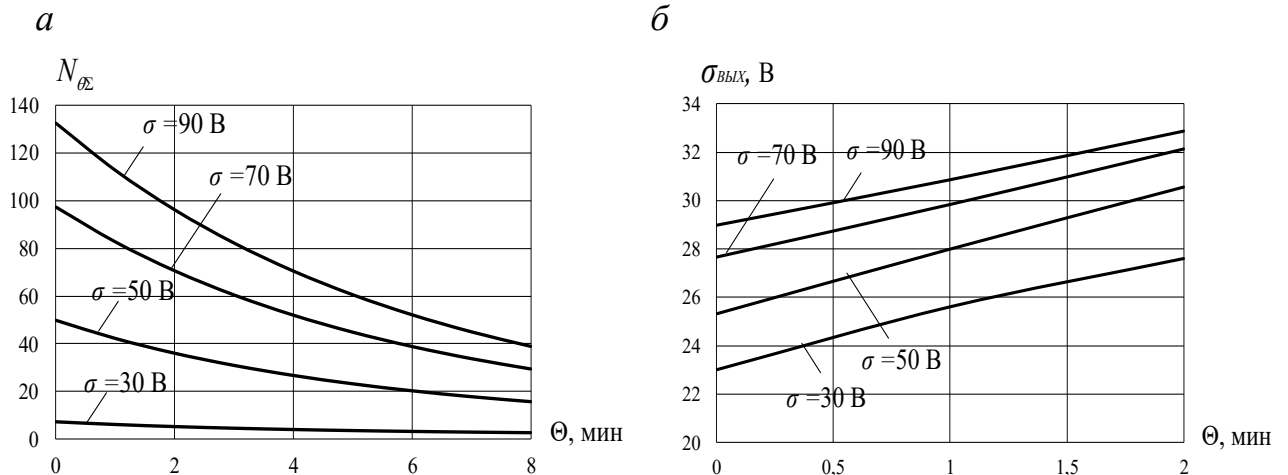 а
б
N_θΣ
σВЫХ, В
140
120
100
80
60
40
20
0
σ =90 В
σ =70 В
σ =50 В
σ =30 В
0 2 4 6 8
Θ, мин
34
32
30
28
26
24
22
20
σ =70 В
σ =90 В
σ =50 В
σ =30 В
0 0,5 1 1,5 2
Θ, мин